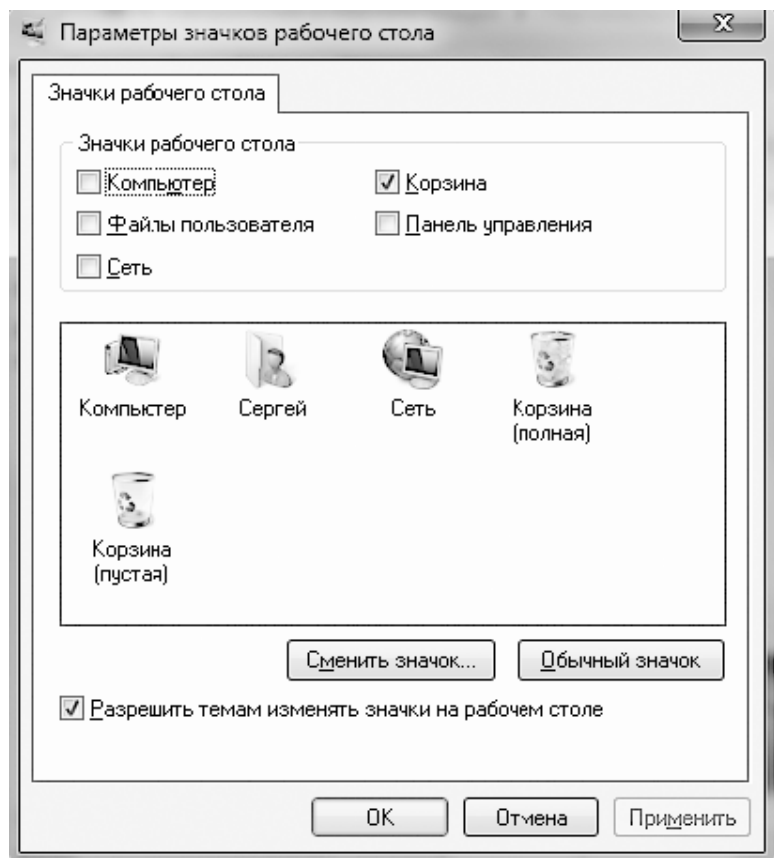 Параметры значков рабочего стола
Значки рабочего стола
Значки рабочего стола
Компьютер
Корзина
Файлы пользователя
Панель управления
Сеть
Компьютер
Сергей
Сеть
Корзина
(полная)
Корзина
(пустая)
Сменить значок...
Обычный значок
Разрешить темам изменять значки на рабочем столе
OK
Отмена
Применить